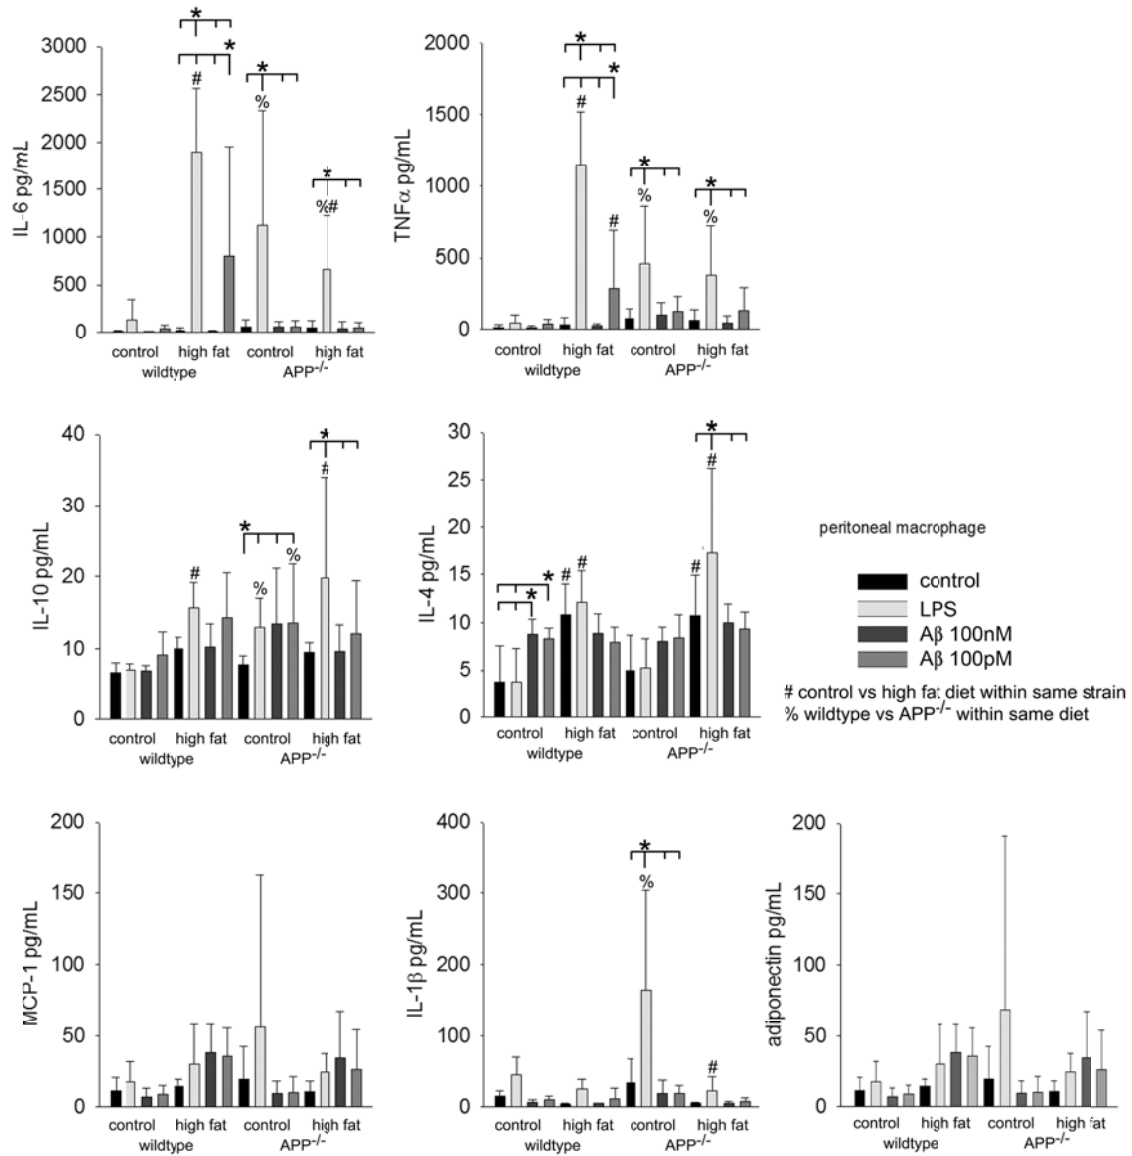 *
3000
*
2500
#
*
%
2000
1500
*
%#
1000
500
0
IL-6 pg/mL
control high fat control high fat
wildtype APP-/-
2000
*
*
1500
#
*
1000
%
*
#
%
500
0
TNFα pg/mL
control high fat control high fat
wildtype APP-/-
40
*
30
#
*
20
#
%
%
10
0
IL-10 pg/mL
control high fat control high fat
wildtype APP-/-
30
*
25
#
20
15
*
*
#
#
#
10
5
0
IL-4 pg/mL
control high fat control high fat
wildtype APP-/-
peritoneal macrophage
control
LPS
Aβ 100nM
Aβ 100pM
# control vs high fat diet within same strain
% wildtype vs APP-/- within same diet
200
150
100
50
0
MCP-1 pg/mL
control high fat control high fat
wildtype APP-/-
400
*
300
%
200
100
#
0
IL-1β pg/mL
control high fat control high fat
wildtype APP-/-
200
150
100
50
0
adiponectin pg/mL
control high fat control high fat
wildtype APP-/-